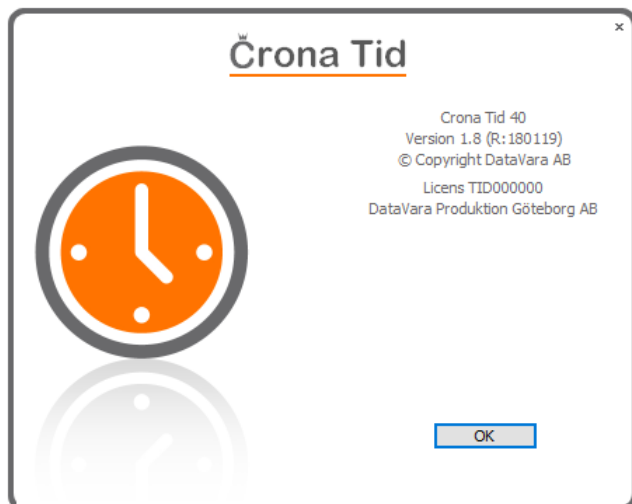 Crona Tid
Crona Tid 40
Version 1.8 (R:180119)
© Copyright DataVara AB
Licens TID000000
DataVara Produktion Göteborg AB
OK